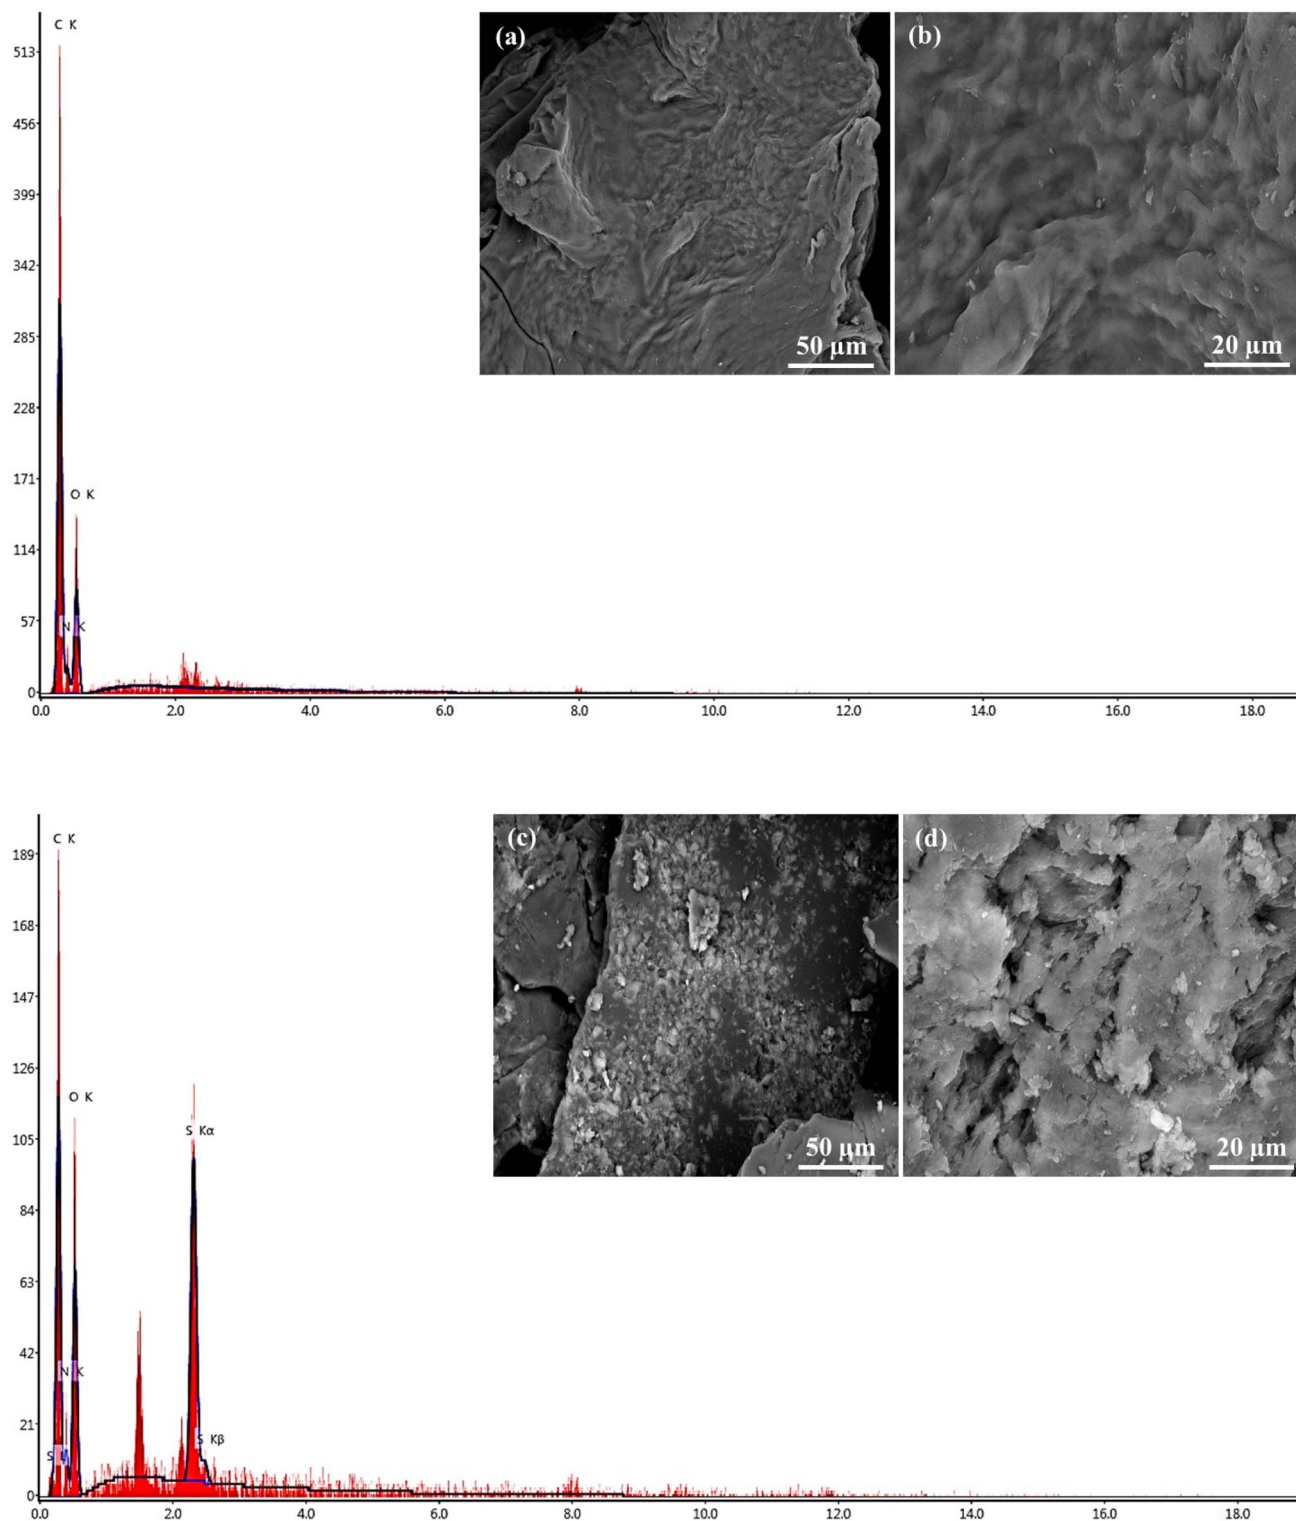 C K
(a)
(b)
513
456
399
342
285
228
171
114
57
0
O K
N K
50 µm
20 µm
0.0 2.0 4.0 6.0 8.0 10.0 12.0 14.0 16.0 18.0
C K
(c)
(d)
189
168
147
126
105
84
63
42
21
0
O K
S Kα
N K
S Kβ
S L
50 µm
20 µm
0.0 2.0 4.0 6.0 8.0 10.0 12.0 14.0 16.0 18.0